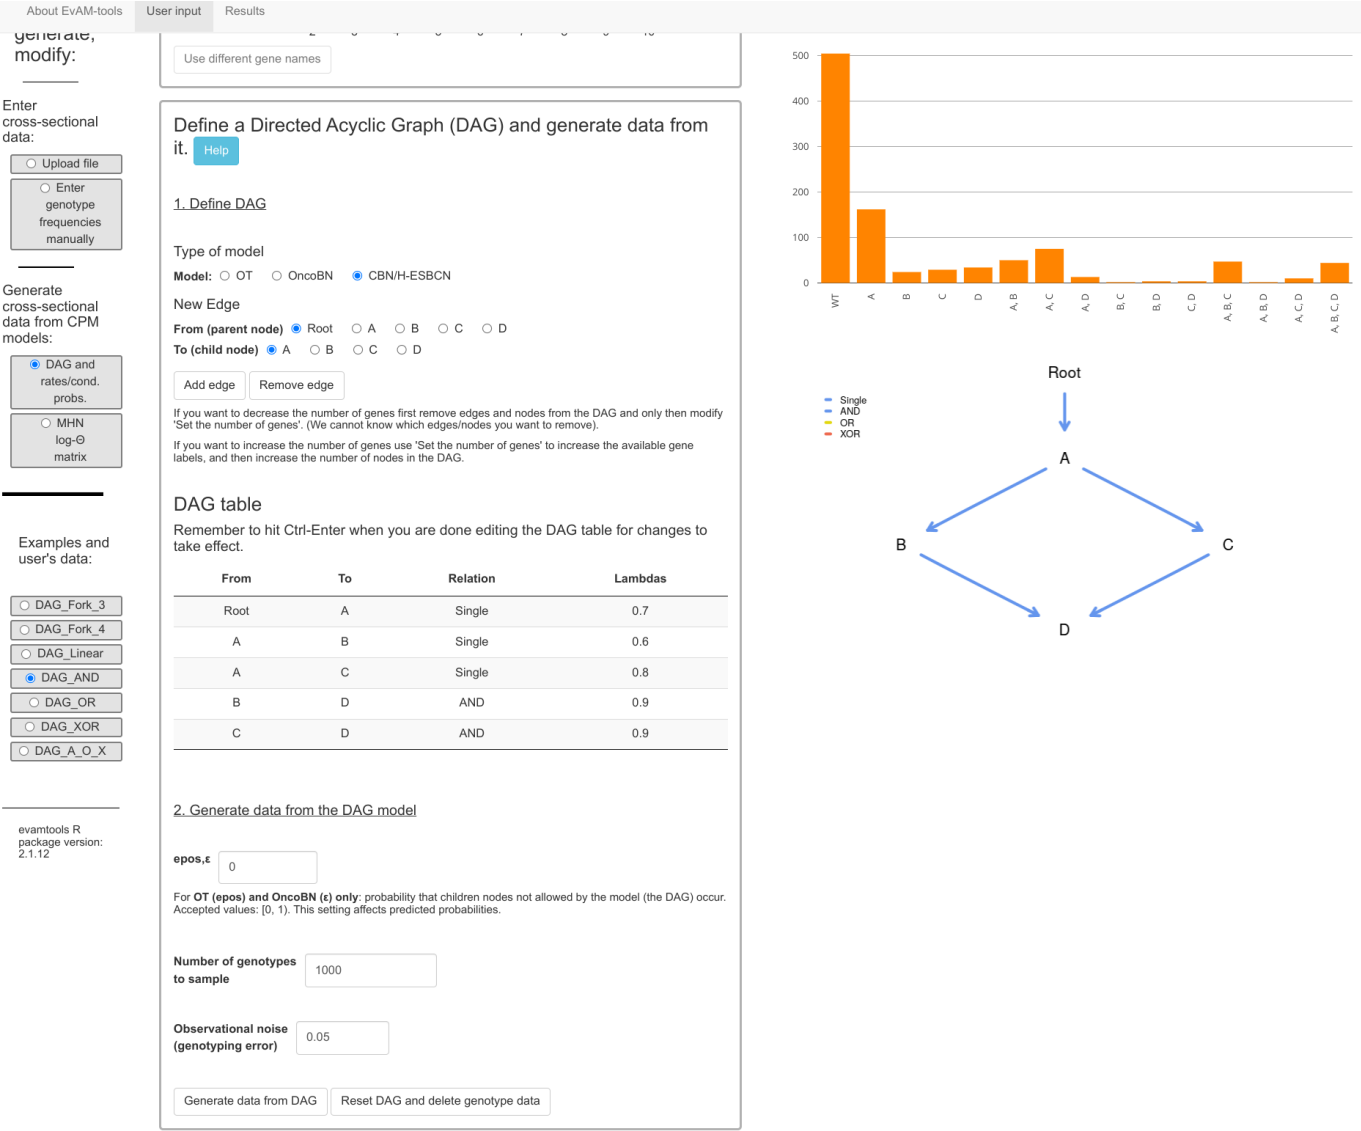 About EvAM-tools
User input
Results
generate,
modify:
Enter
cross-sectional
data:
Upload file
Enter
genotype
frequencies
manually
Generate
cross-sectional
data from CPM
models:
DAG and
rates/cond.
probs.
MHN
log-Θ
matrix
Examples and
user's data:
DAG_Fork_3
DAG_Fork_4
DAG_Linear
DAG_AND
DAG_OR
DAG_XOR
DAG_A_O_X
evamtools R
package version:
2.1.12
Use different gene names
Define a Directed Acyclic Graph (DAG) and generate data from
it. Help
1. Define DAG
Type of model
Model: OT OncoBN CBN/H-ESBCN
New Edge
From (parent node) Root A B C D
To (child node) A B C D
Add edge Remove edge
If you want to decrease the number of genes first remove edges and nodes from the DAG and only then modify
'Set the number of genes'. (We cannot know which edges/nodes you want to remove).
If you want to increase the number of genes use 'Set the number of genes' to increase the available gene
labels, and then increase the number of nodes in the DAG.
DAG table
Remember to hit Ctrl-Enter when you are done editing the DAG table for changes to
take effect.
From To Relation Lambdas
Root A Single 0.7
A B Single 0.6
A C Single 0.8
B D AND 0.9
C D AND 0.9
2. Generate data from the DAG model
epos,ε 0
For OT (epos) and OncoBN (ε) only: probability that children nodes not allowed by the model (the DAG) occur.
Accepted values: [0, 1). This setting affects predicted probabilities.
Number of genotypes
to sample
1000
Observational noise
(genotyping error)
0.05
Generate data from DAG Reset DAG and delete genotype data
500
400
300
200
100
0
WT
A
B
C
D
A, B
A, C
A, D
B, C
B, D
C, D
A, B, C
A, B, D
A, C, D
A, B, C, D
Single
AND
OR
XOR
Root
A
B
C
D